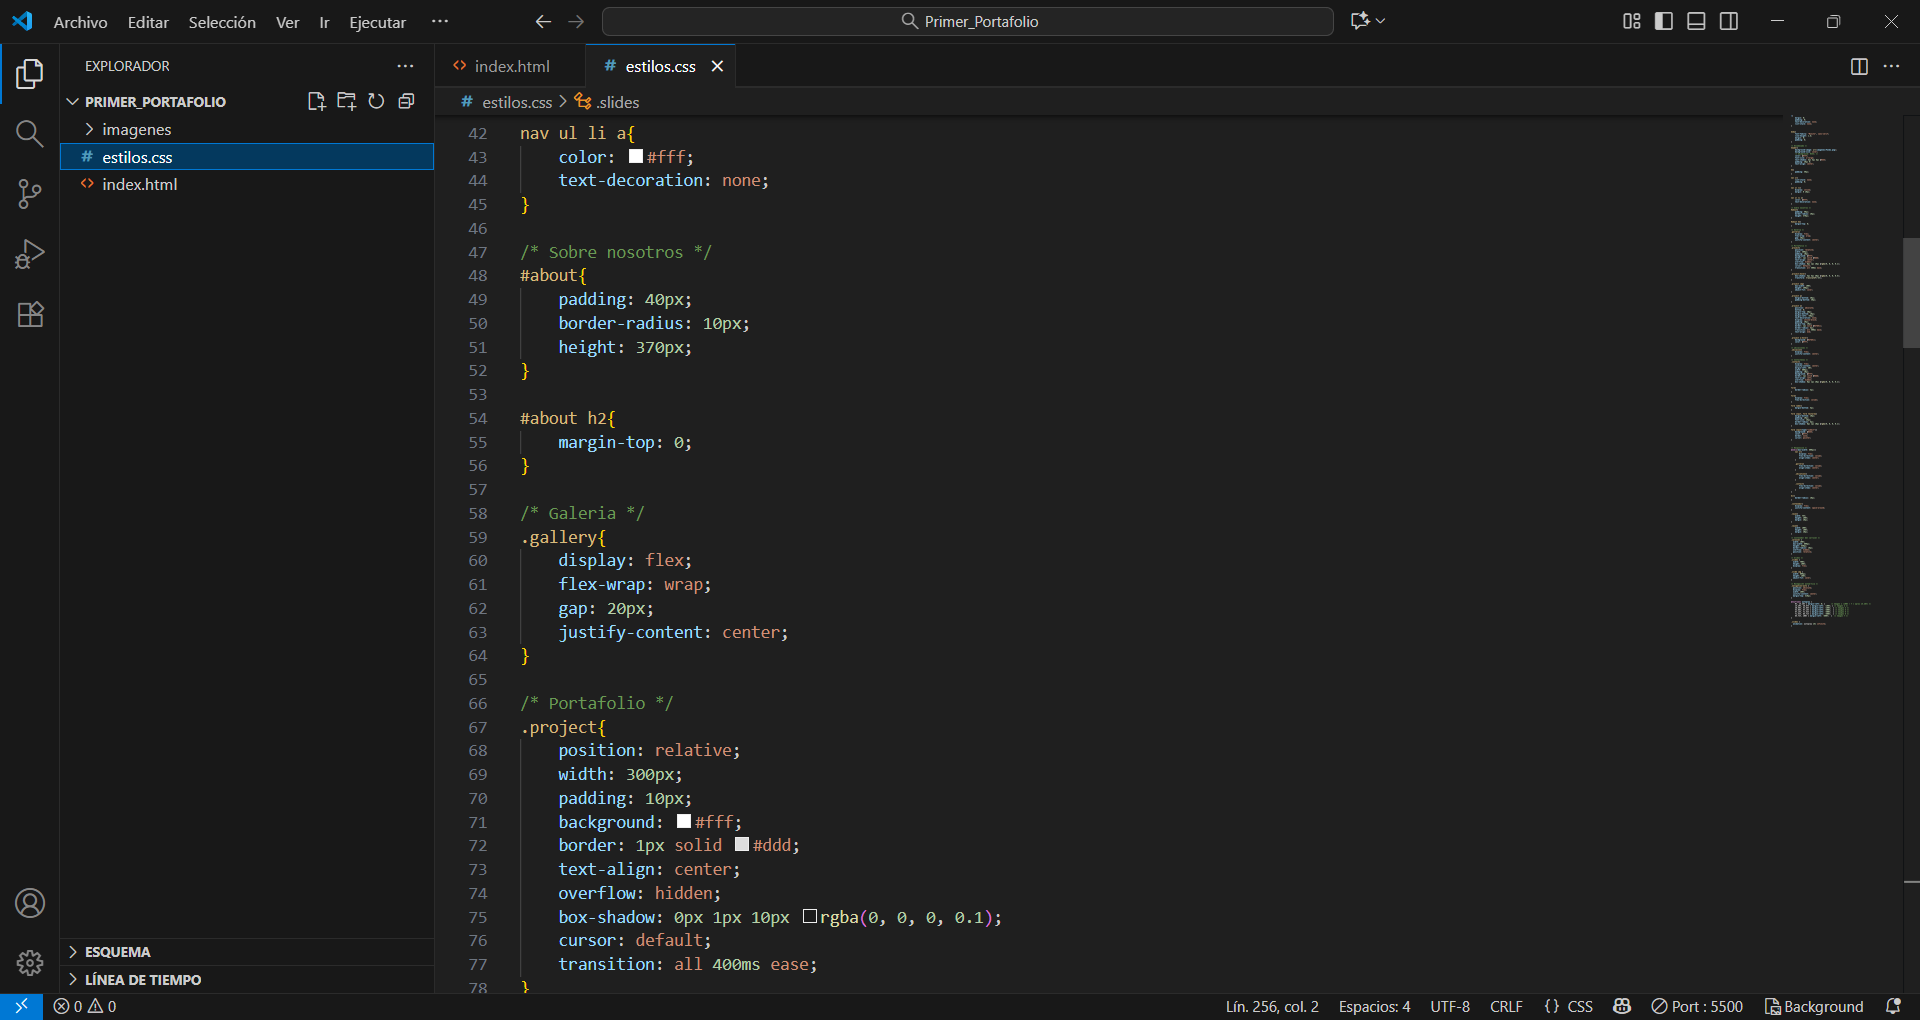 Archivo Editar Selección Ver Ir Ejecutar ···
Primer_Portafolio
EXPLORADOR
PRIMER_PORTAFOLIO
imagenes
# estilos.css
<> index.html
<> index.html
# estilos.css
# estilos.css > .slides
42 nav ul li a{
43     color: #fff;
44     text-decoration: none;
45 }
46
47 /* Sobre nosotros */
48 #about{
49     padding: 40px;
50     border-radius: 10px;
51     height: 370px;
52 }
53
54 #about h2{
55     margin-top: 0;
56 }
57
58 /* Galeria */
59 .gallery{
60     display: flex;
61     flex-wrap: wrap;
62     gap: 20px;
63     justify-content: center;
64 }
65
66 /* Portafolio */
67 .project{
68     position: relative;
69     width: 300px;
70     padding: 10px;
71     background: #fff;
72     border: 1px solid #ddd;
73     text-align: center;
74     overflow: hidden;
75     box-shadow: 0px 1px 10px rgba(0, 0, 0, 0.1);
76     cursor: default;
77     transition: all 400ms ease;
78 }
ESQUEMA
LÍNEA DE TIEMPO
0 0
Lín. 256, col. 2
Espacios: 4
UTF-8
CRLF
{} CSS
Port : 5500
Background